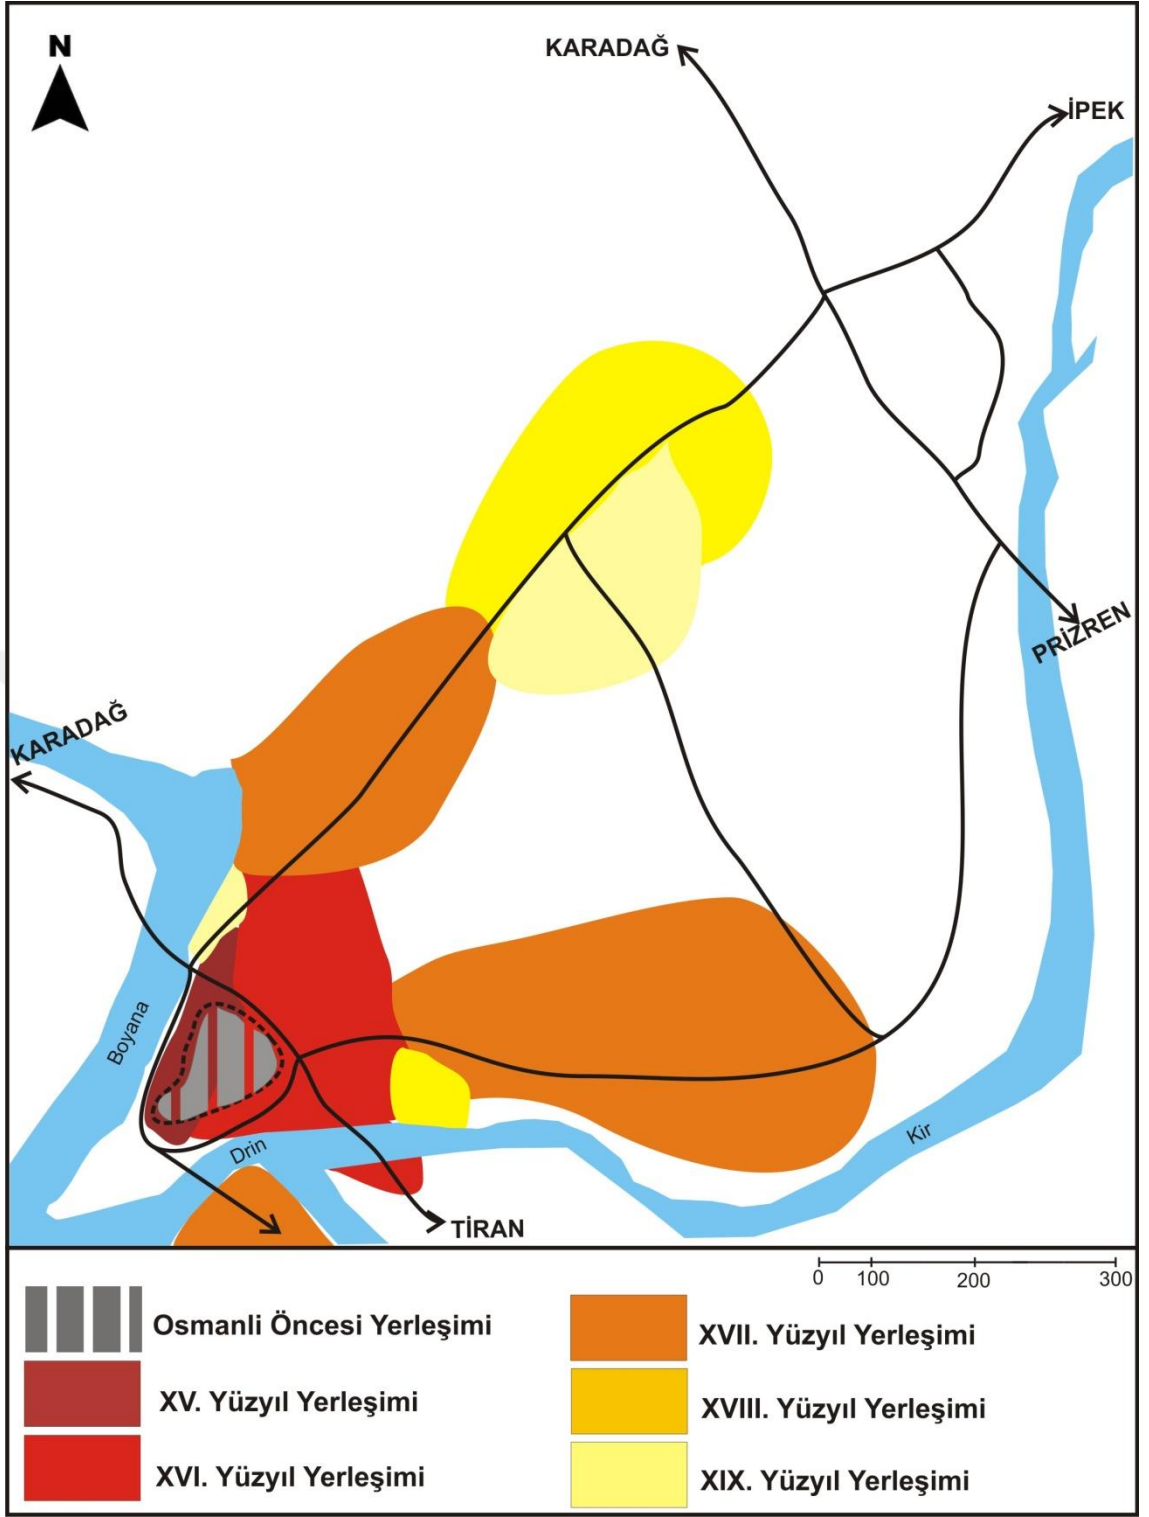 N
KARADAĞ
İPEK
PRİZREN
KARADAĞ
Boyana
Drin
Kir
TİRAN
0 100 200 300
Osmanli Öncesi Yerleşimi
XV. Yüzyıl Yerleşimi
XVI. Yüzyıl Yerleşimi
XVII. Yüzyıl Yerleşimi
XVIII. Yüzyıl Yerleşimi
XIX. Yüzyıl Yerleşimi